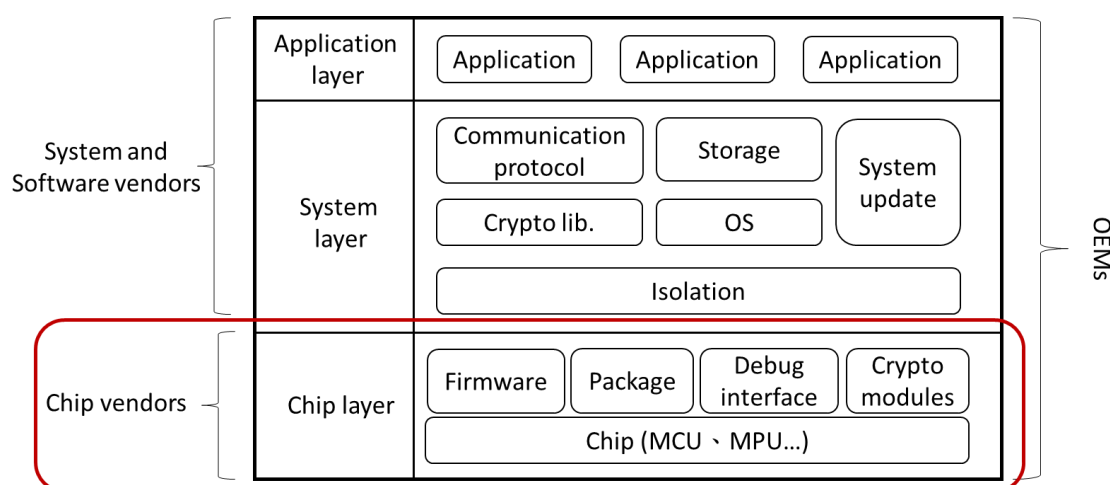 Application
layer
Application
Application
Application
System and
Software vendors
System
layer
Communication
protocol
Storage
System
update
Crypto lib.
OS
Isolation
OEMs
Chip vendors
Chip layer
Firmware
Package
Debug
interface
Crypto
modules
Chip (MCU、MPU...)